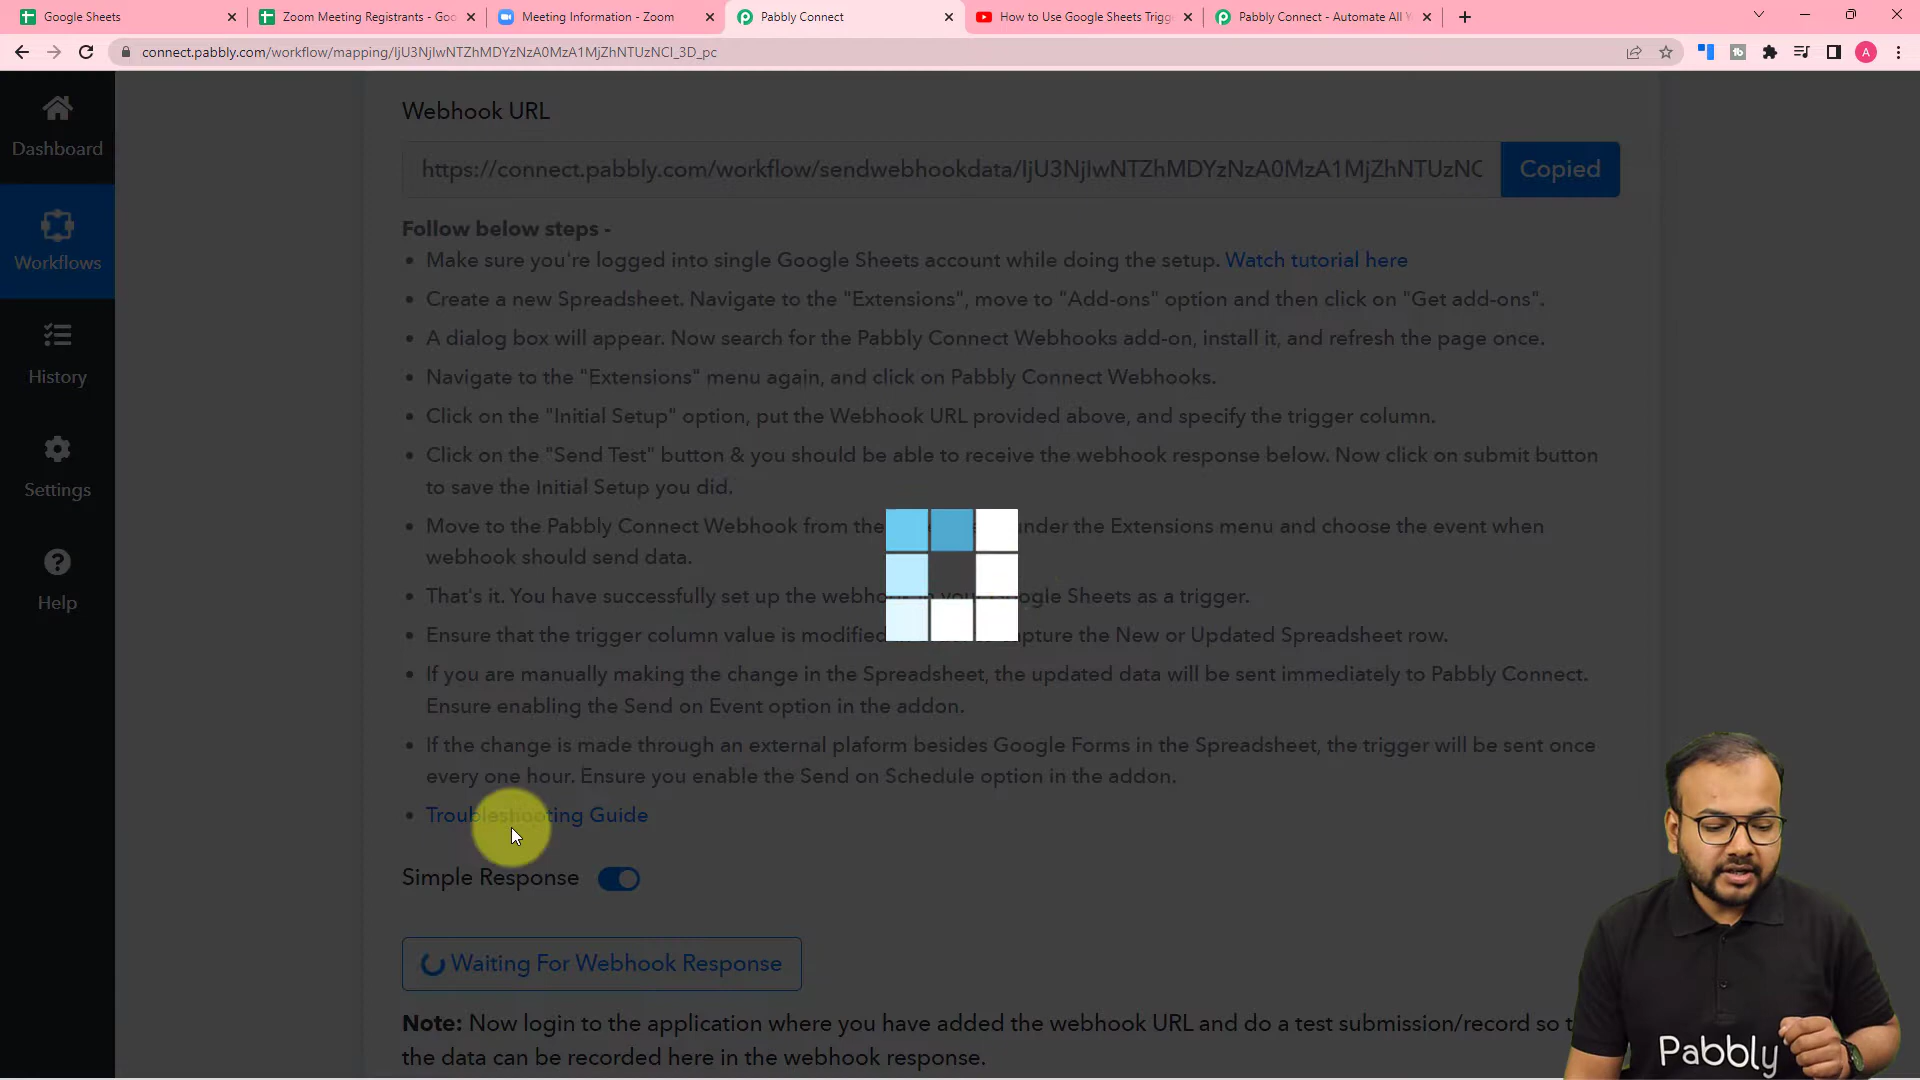 Google Sheets
Zoom Meeting Registrants - Goo
Meeting Information - Zoom
Pabbly Connect
How to Use Google Sheets Trigg
Pabbly Connect - Automate All Y
connect.pabbly.com/workflow/mapping/IjU3NjIwNTZhMDYzNzA0MzA1MjZhNTUzNCI_3D_pc
A
Dashboard
Workflows
History
Settings
Help
Webhook URL
https://connect.pabbly.com/workflow/sendwebhookdata/IjU3NjIwNTZhMDYzNzA0MzA1MjZhNTUzNC
Copied
Follow below steps -
• Make sure you're logged into single Google Sheets account while doing the setup. Watch tutorial here
• Create a new Spreadsheet. Navigate to the "Extensions", move to "Add-ons" option and then click on "Get add-ons".
• A dialog box will appear. Now search for the Pabbly Connect Webhooks add-on, install it, and refresh the page once.
• Navigate to the "Extensions" menu again, and click on Pabbly Connect Webhooks.
• Click on the "Initial Setup" option, put the Webhook URL provided above, and specify the trigger column.
• Click on the "Send Test" button & you should be able to receive the webhook response below. Now click on submit button
to save the Initial Setup you did.
• Move to the Pabbly Connect Webhook from the under the Extensions menu and choose the event when
webhook should send data.
• That's it. You have successfully set up the Google Sheets as a trigger.
• Ensure that the trigger column value is modified capture the New or Updated Spreadsheet row.
• If you are manually making the change in the Spreadsheet, the updated data will be sent immediately to Pabbly Connect.
Ensure enabling the Send on Event option in the addon.
• If the change is made through an external plaform besides Google Forms in the Spreadsheet, the trigger will be sent once
every one hour. Ensure you enable the Send on Schedule option in the addon.
• Troubleshooting Guide
Simple Response
Waiting For Webhook Response
Note: Now login to the application where you have added the webhook URL and do a test submission/record so
the data can be recorded here in the webhook response.
Pabbly